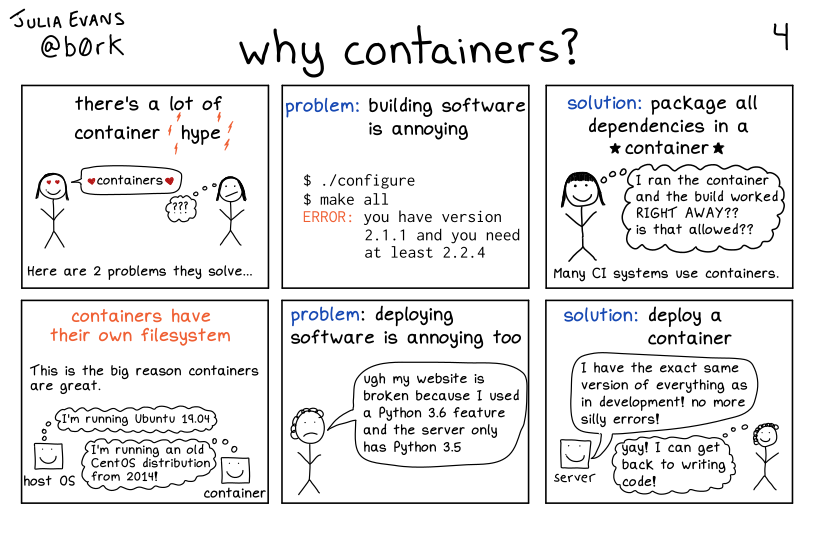 JULIA EVANS
@b0rk
why containers?
4
there's a lot of
container hype
♥containers♥
???
Here are 2 problems they solve...
problem: building software
is annoying
$ ./configure
$ make all
ERROR: you have version
2.1.1 and you need
at least 2.2.4
solution: package all
dependencies in a
★container★
I ran the container
and the build worked
RIGHT AWAY??
is that allowed??
Many CI systems use containers.
containers have
their own filesystem
This is the big reason containers
are great.
I'm running Ubuntu 19.04
host OS
I'm running an old
CentOS distribution
from 2014!
container
problem: deploying
software is annoying too
ugh my website is
broken because I used
a Python 3.6 feature
and the server only
has Python 3.5
solution: deploy a
container
I have the exact same
version of everything as
in development! no more
silly errors!
server
yay! I can get
back to writing
code!